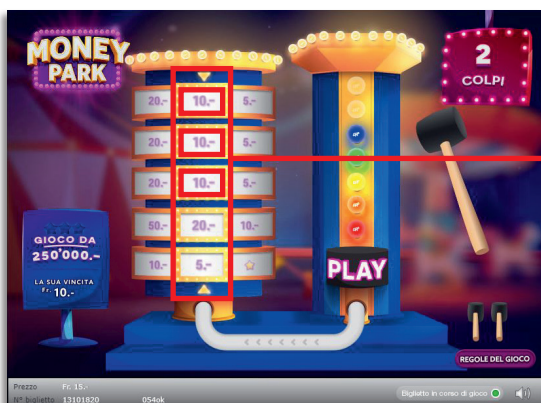 MONEY
PARK
2
COLPI
20.- 10.- 5.-
20.- 10.- 5.-
20.- 10.- 5.-
50.- 20.- 10.-
10.- 5.-
GIOCO DA
250'000.-
LA SUA VINCITA
Fr. 10.-
PLAY
REGOLE DEL GIOCO
Prezzo Fr. 15.-
N° biglietto 13101820 054ok
Biglietto in corso di gioco